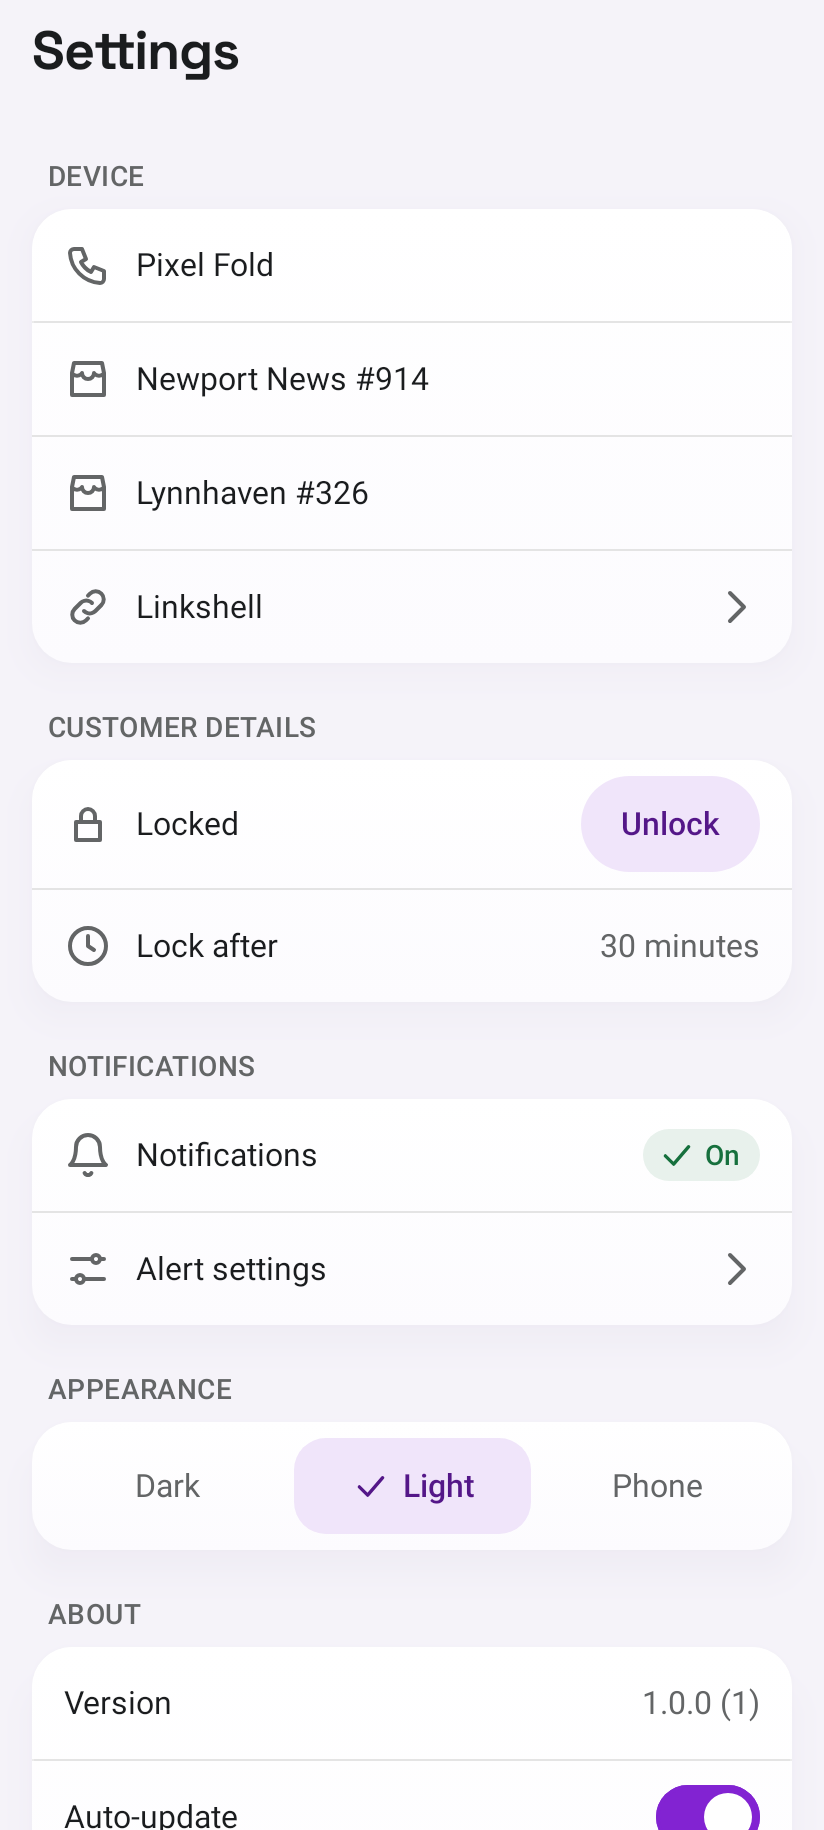 Settings
DEVICE
Pixel Fold
Newport News #914
Lynnhaven #326
Linkshell
CUSTOMER DETAILS
Locked
Unlock
Lock after
30 minutes
NOTIFICATIONS
Notifications
On
Alert settings
APPEARANCE
Dark
Light
Phone
ABOUT
Version
1.0.0 (1)
Auto-update